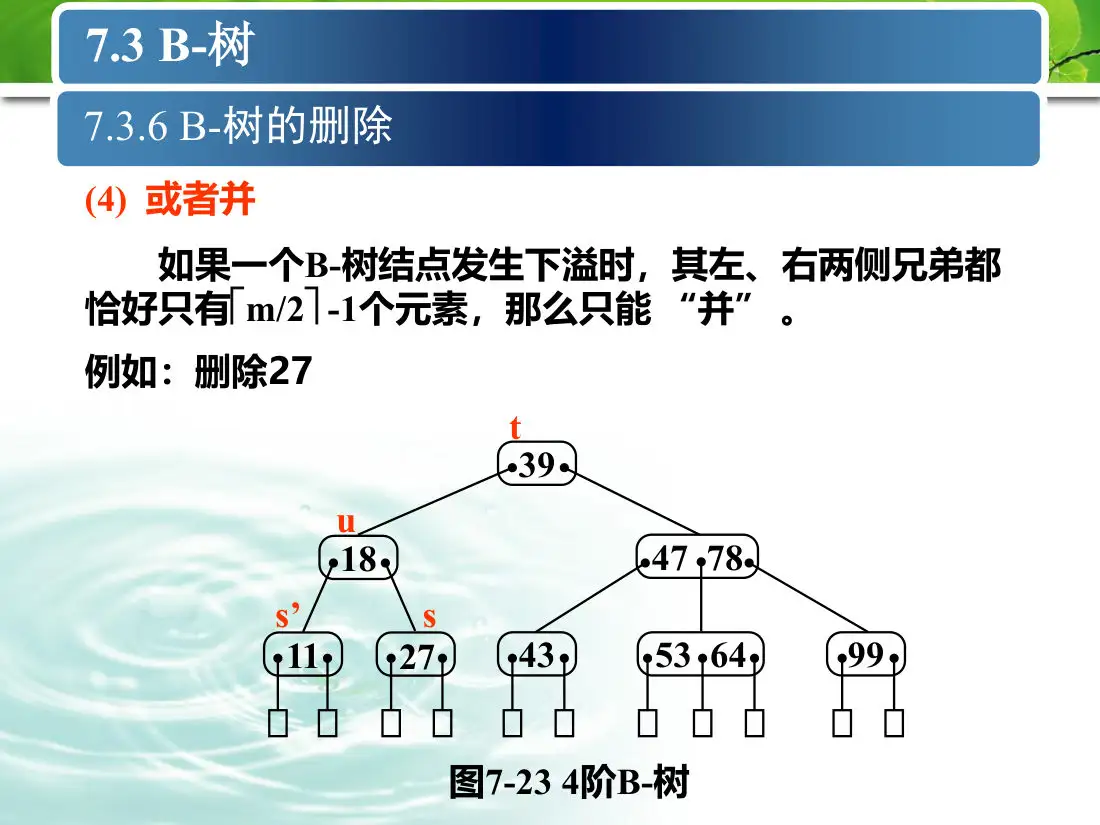 7.3 B-树
7.3.6 B-树的删除
(4) 或者并
如果一个B-树结点发生下溢时，其左、右两侧兄弟都
恰好只有⌈m/2⌉-1个元素，那么只能 “并” 。
例如：删除27
t
39
u
18
47 78
s’ s
11 27 43 53 64 99
图7-23 4阶B-树